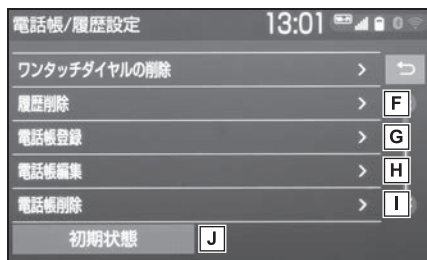 電話帳/履歴設定 13:01
ワンタッチダイヤルの削除 >
履歴削除 > F
電話帳登録 > G
電話帳編集 > H
電話帳削除 > I
初期状態 J